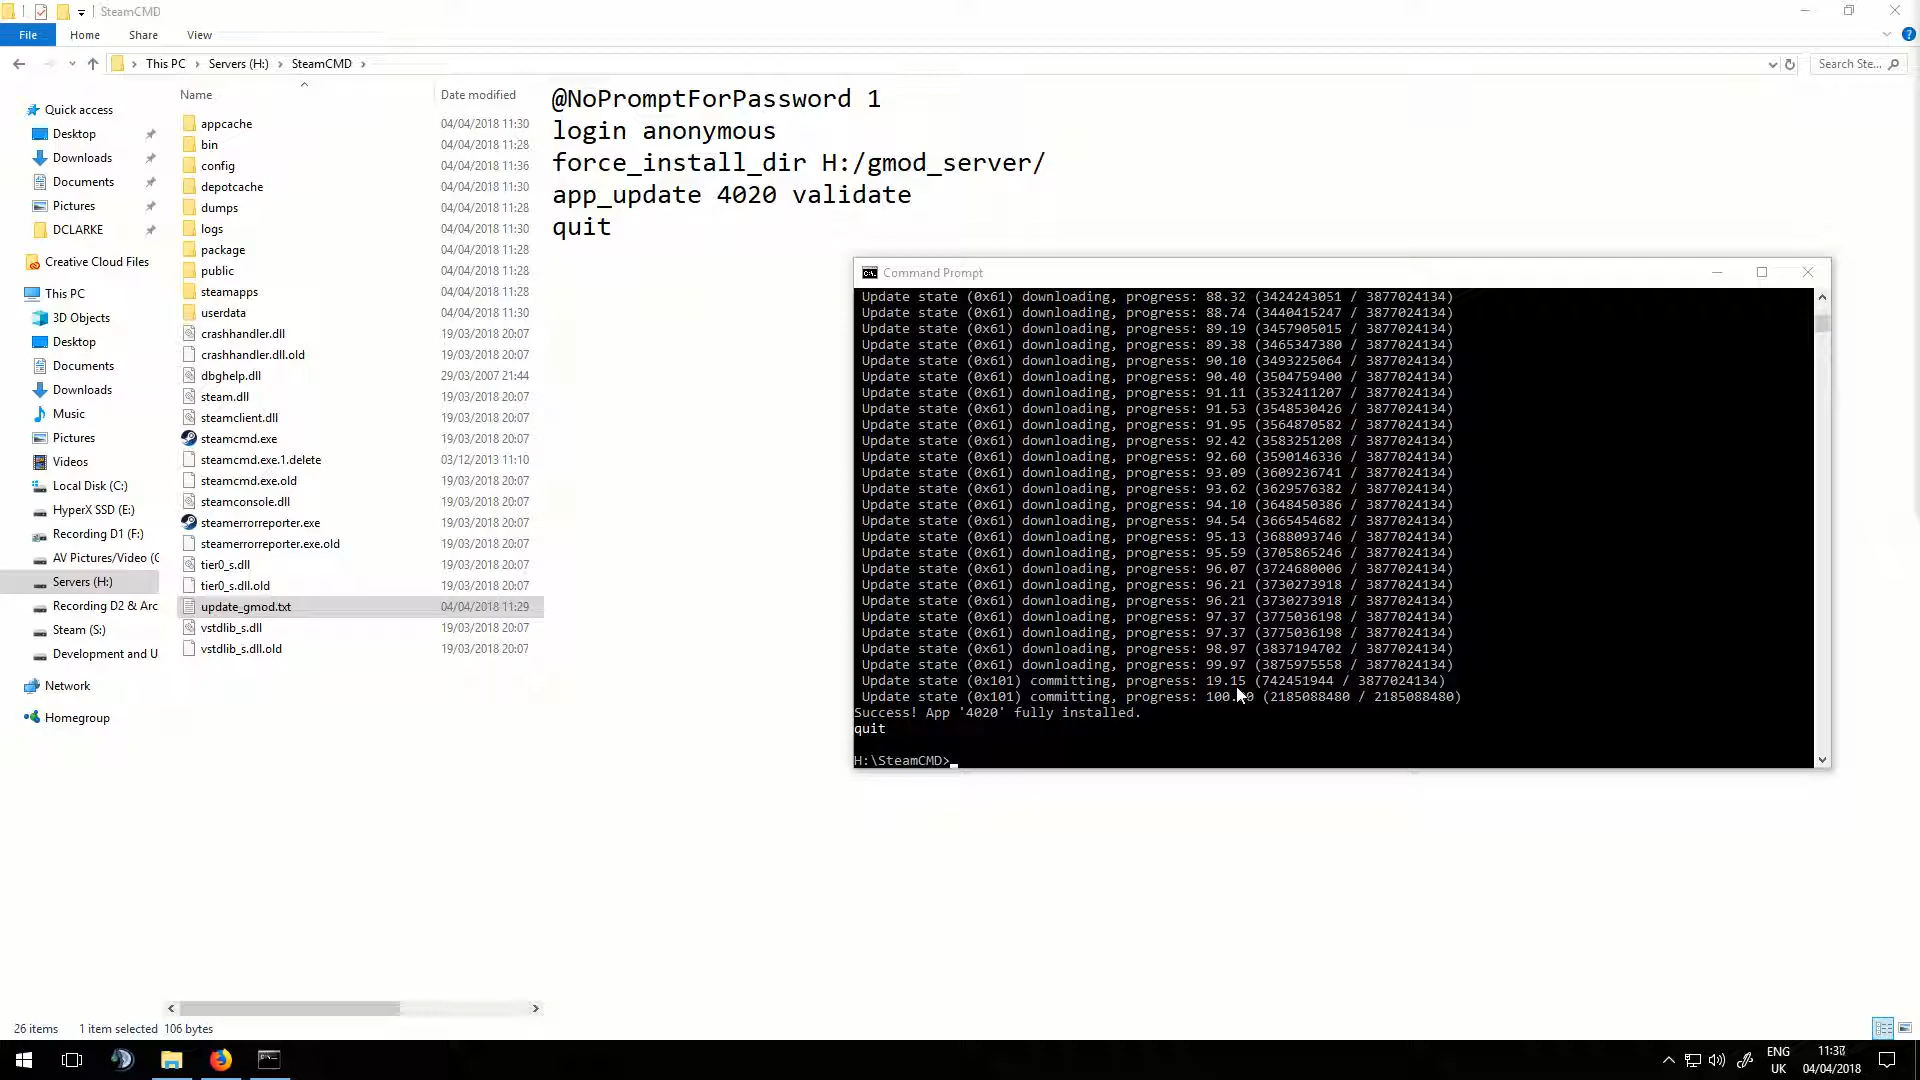 SteamCMD
File Home Share View
This PC Servers (H:) SteamCMD
Search Ste...
Name Date modified
Quick access
Desktop
Downloads
Documents
Pictures
DCLARKE
Creative Cloud Files
This PC
3D Objects
Desktop
Documents
Downloads
Music
Pictures
Videos
Local Disk (C:)
HyperX SSD (E:)
Recording D1 (F:)
AV Pictures/Video (G
Servers (H:)
Recording D2 & Arc
Steam (S:)
Development and U
Network
Homegroup
appcache 04/04/2018 11:30
bin 04/04/2018 11:28
config 04/04/2018 11:36
depotcache 04/04/2018 11:30
dumps 04/04/2018 11:28
logs 04/04/2018 11:30
package 04/04/2018 11:28
public 04/04/2018 11:28
steamapps 04/04/2018 11:28
userdata 04/04/2018 11:30
crashhandler.dll 19/03/2018 20:07
crashhandler.dll.old 19/03/2018 20:07
dbghelp.dll 29/03/2007 21:44
steam.dll 19/03/2018 20:07
steamclient.dll 19/03/2018 20:07
steamcmd.exe 19/03/2018 20:07
steamcmd.exe.1.delete 03/12/2013 11:10
steamcmd.exe.old 19/03/2018 20:07
steamconsole.dll 19/03/2018 20:07
steamerrorreporter.exe 19/03/2018 20:07
steamerrorreporter.exe.old 19/03/2018 20:07
tier0_s.dll 19/03/2018 20:07
tier0_s.dll.old 19/03/2018 20:07
update_gmod.txt 04/04/2018 11:29
vstdlib_s.dll 19/03/2018 20:07
vstdlib_s.dll.old 19/03/2018 20:07
@NoPromptForPassword 1
login anonymous
force_install_dir H:/gmod_server/
app_update 4020 validate
quit
Command Prompt
Update state (0x61) downloading, progress: 88.32 (3424243051 / 3877024134)
Update state (0x61) downloading, progress: 88.74 (3440415247 / 3877024134)
Update state (0x61) downloading, progress: 89.19 (3457905015 / 3877024134)
Update state (0x61) downloading, progress: 89.38 (3465347380 / 3877024134)
Update state (0x61) downloading, progress: 90.10 (3493225064 / 3877024134)
Update state (0x61) downloading, progress: 90.40 (3504759400 / 3877024134)
Update state (0x61) downloading, progress: 91.11 (3532411207 / 3877024134)
Update state (0x61) downloading, progress: 91.53 (3548530426 / 3877024134)
Update state (0x61) downloading, progress: 91.95 (3564870582 / 3877024134)
Update state (0x61) downloading, progress: 92.42 (3583251208 / 3877024134)
Update state (0x61) downloading, progress: 92.60 (3590146336 / 3877024134)
Update state (0x61) downloading, progress: 93.09 (3609236741 / 3877024134)
Update state (0x61) downloading, progress: 93.62 (3629576382 / 3877024134)
Update state (0x61) downloading, progress: 94.10 (3648450386 / 3877024134)
Update state (0x61) downloading, progress: 94.54 (3665454682 / 3877024134)
Update state (0x61) downloading, progress: 95.13 (3688093746 / 3877024134)
Update state (0x61) downloading, progress: 95.59 (3705865246 / 3877024134)
Update state (0x61) downloading, progress: 96.07 (3724680006 / 3877024134)
Update state (0x61) downloading, progress: 96.21 (3730273918 / 3877024134)
Update state (0x61) downloading, progress: 96.21 (3730273918 / 3877024134)
Update state (0x61) downloading, progress: 97.37 (3775036198 / 3877024134)
Update state (0x61) downloading, progress: 97.37 (3775036198 / 3877024134)
Update state (0x61) downloading, progress: 98.97 (3837194702 / 3877024134)
Update state (0x61) downloading, progress: 99.97 (3875975558 / 3877024134)
Update state (0x101) committing, progress: 19.15 (742451944 / 3877024134)
Update state (0x101) committing, progress: 100.00 (2185088480 / 2185088480)
Success! App '4020' fully installed.
quit
H:\SteamCMD>
26 items 1 item selected 106 bytes
ENG
UK
04/04/2018